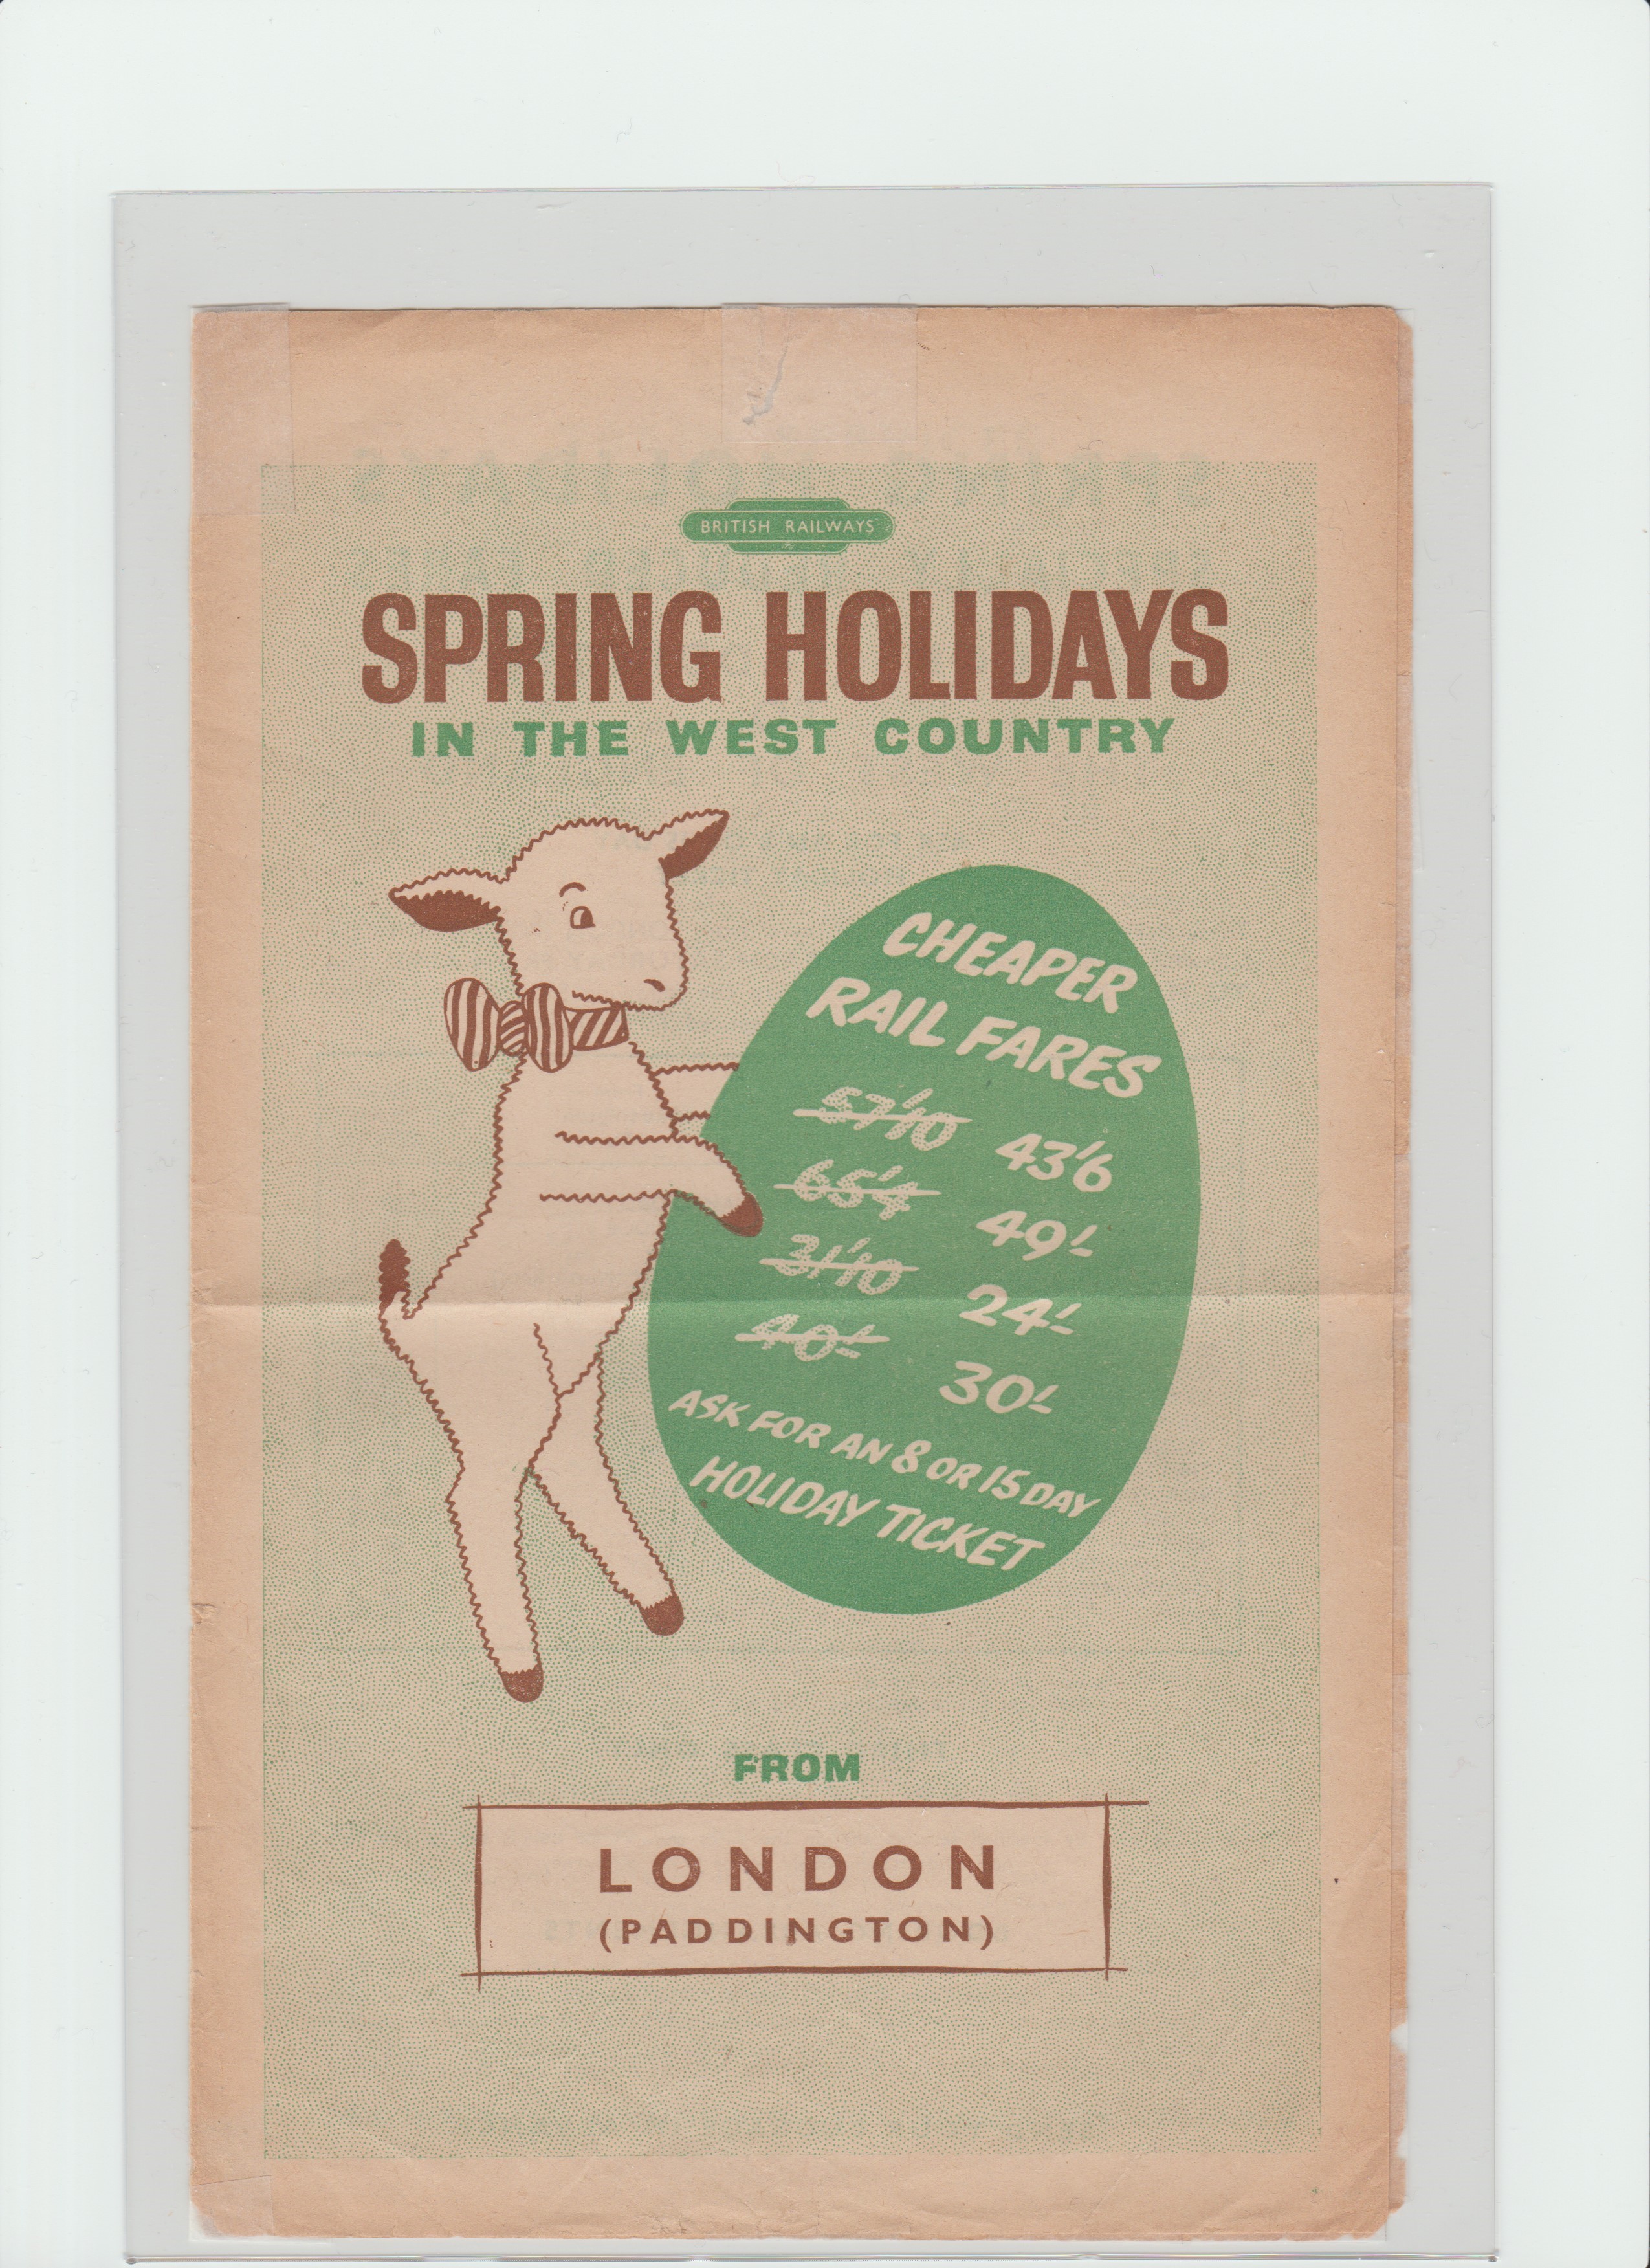 BRITISH RAILWAYS
SPRING HOLIDAYS
IN THE WEST COUNTRY
CHEAPER
RAIL FARES
57'10 43'6
65'4 49'-
31'10 24'-
40'- 30'-
ASK FOR AN 8 OR 15 DAY
HOLIDAY TICKET
FROM
LONDON
(PADDINGTON)